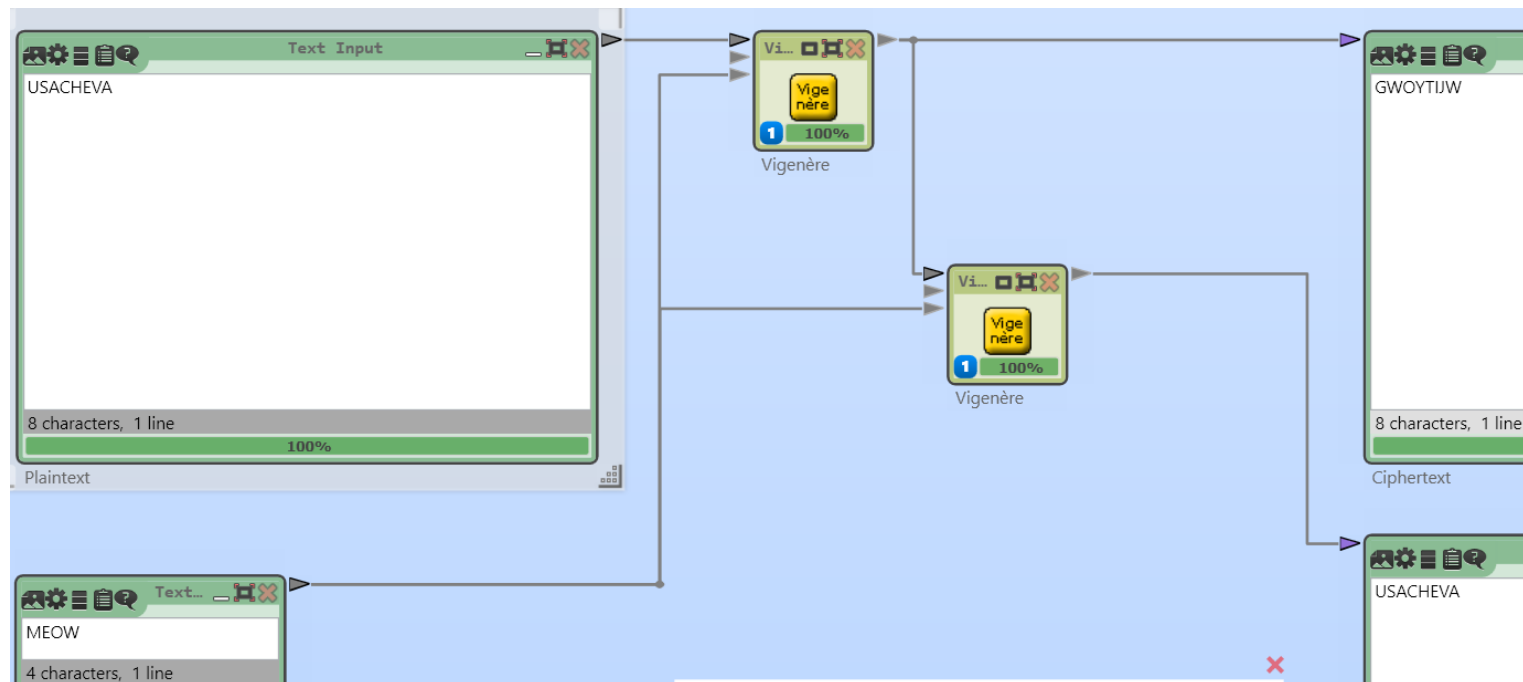 Text Input
USACHEVA
8 characters, 1 line
100%
Plaintext
Vi...
Vige
nère
1 100%
Vigenère
Vi...
Vige
nère
1 100%
Vigenère
GWOYTIJW
8 characters, 1 line
Ciphertext
Text...
MEOW
4 characters, 1 line
USACHEVA